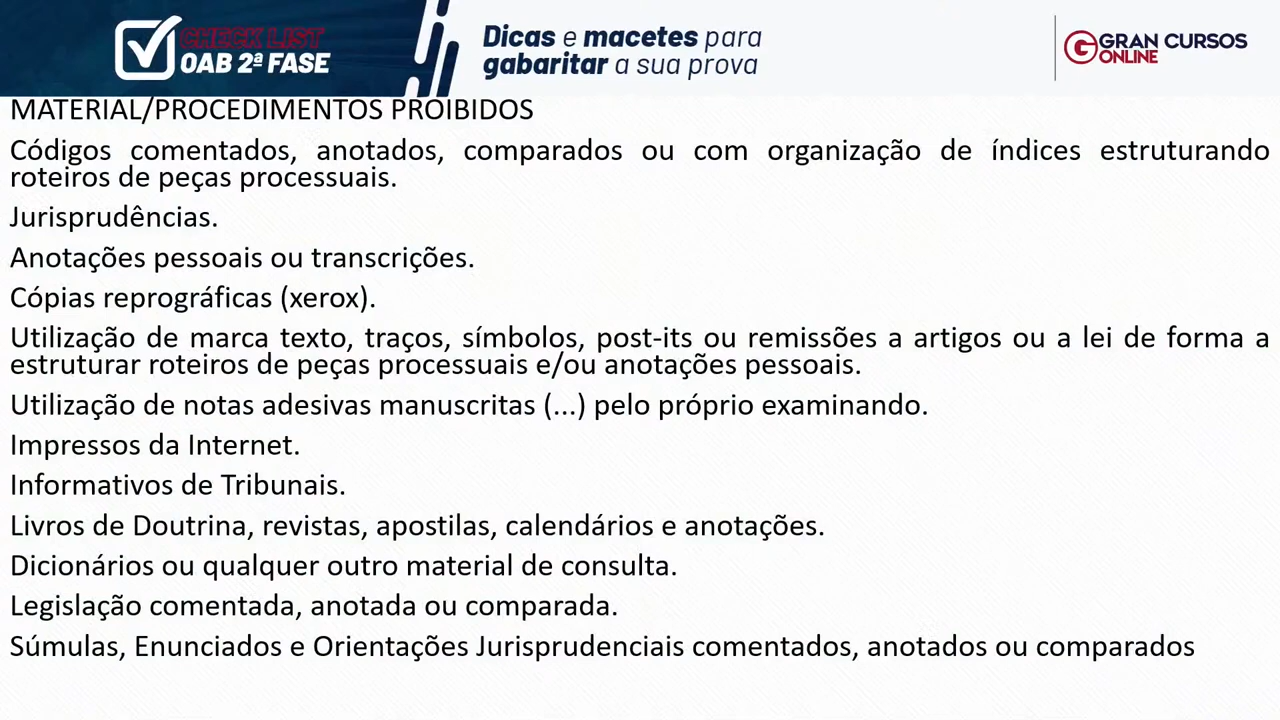 CHECK LIST
OAB 2ª FASE
Dicas e macetes para
gabaritar a sua prova
GRAN CURSOS
ONLINE
MATERIAL/PROCEDIMENTOS PROIBIDOS
Códigos comentados, anotados, comparados ou com organização de índices estruturando
roteiros de peças processuais.
Jurisprudências.
Anotações pessoais ou transcrições.
Cópias reprográficas (xerox).
Utilização de marca texto, traços, símbolos, post-its ou remissões a artigos ou a lei de forma a
estruturar roteiros de peças processuais e/ou anotações pessoais.
Utilização de notas adesivas manuscritas (...) pelo próprio examinando.
Impressos da Internet.
Informativos de Tribunais.
Livros de Doutrina, revistas, apostilas, calendários e anotações.
Dicionários ou qualquer outro material de consulta.
Legislação comentada, anotada ou comparada.
Súmulas, Enunciados e Orientações Jurisprudenciais comentados, anotados ou comparados